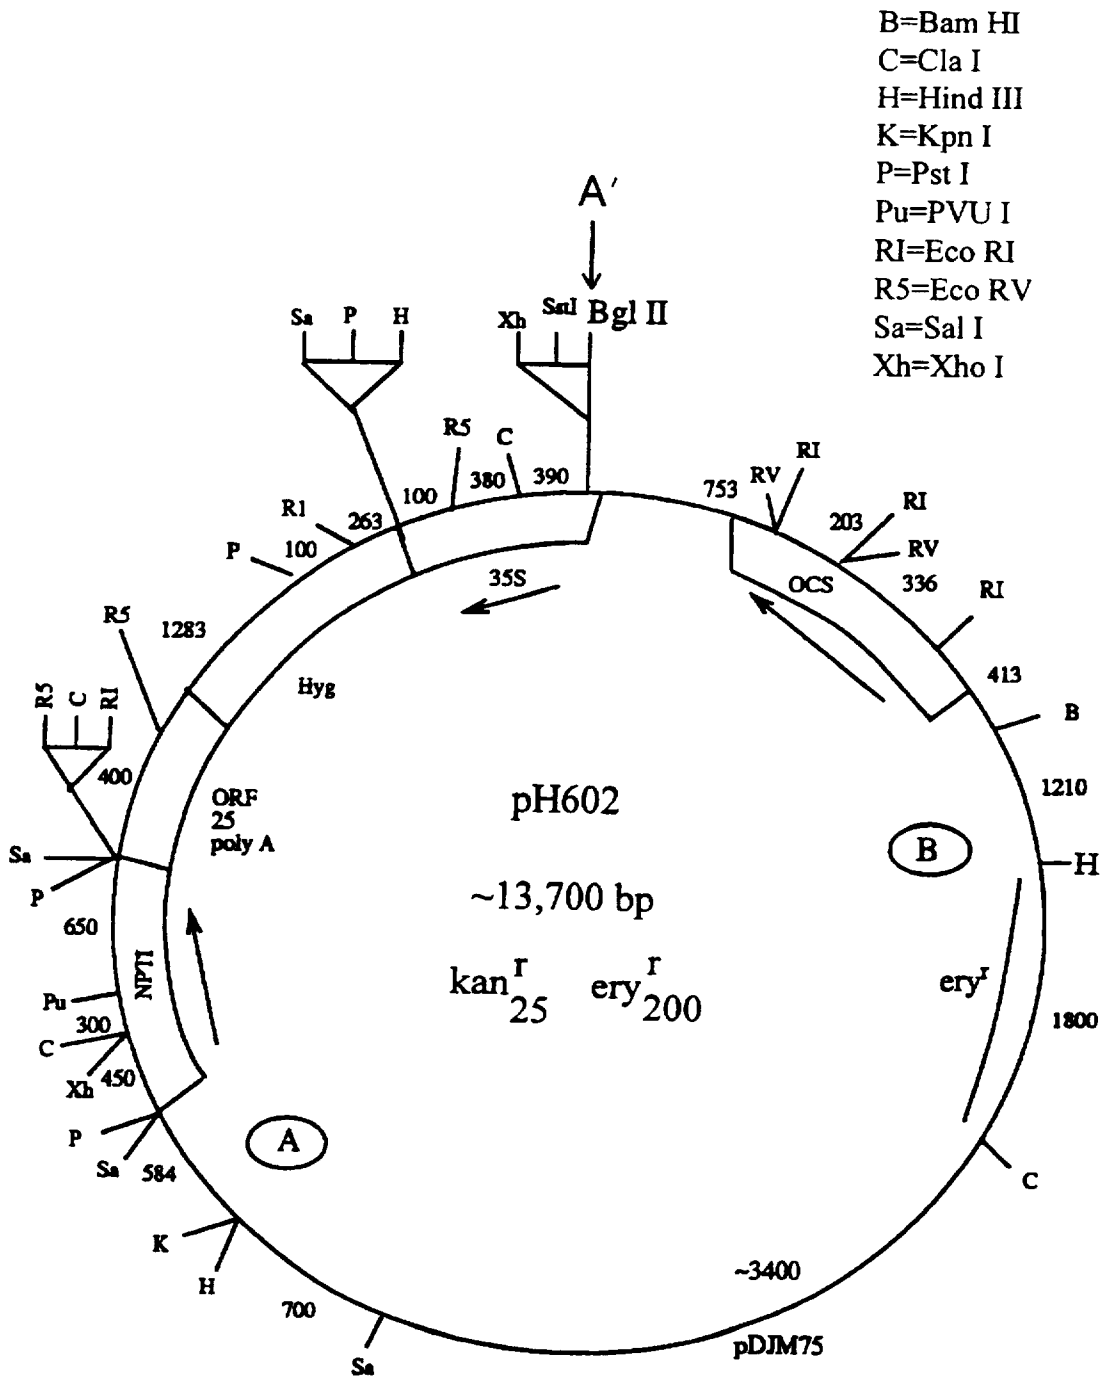 B=Bam HI
C=Cla I
H=Hind III
K=Kpn I
P=Pst I
Pu=PVU I
RI=Eco RI
R5=Eco RV
Sa=Sal I
Xh=Xho I
A′
Sa P H
Xh SstI Bgl II
R5 C
100 380 390
753 RV RI
R1 263
P 100
203 RI
RV
OCS 336
RI
35S
R5 1283
413
B
Hyg
R5 C RI
400
1210
ORF
25
poly A
pH602
B
H
Sa
P
650
~13,700 bp
NPTI
kan r 25 ery r 200
ery r
Pu
300
C
Xh 450
1800
P
Sa 584
A
C
K
H
700
~3400
Sa
pDJM75